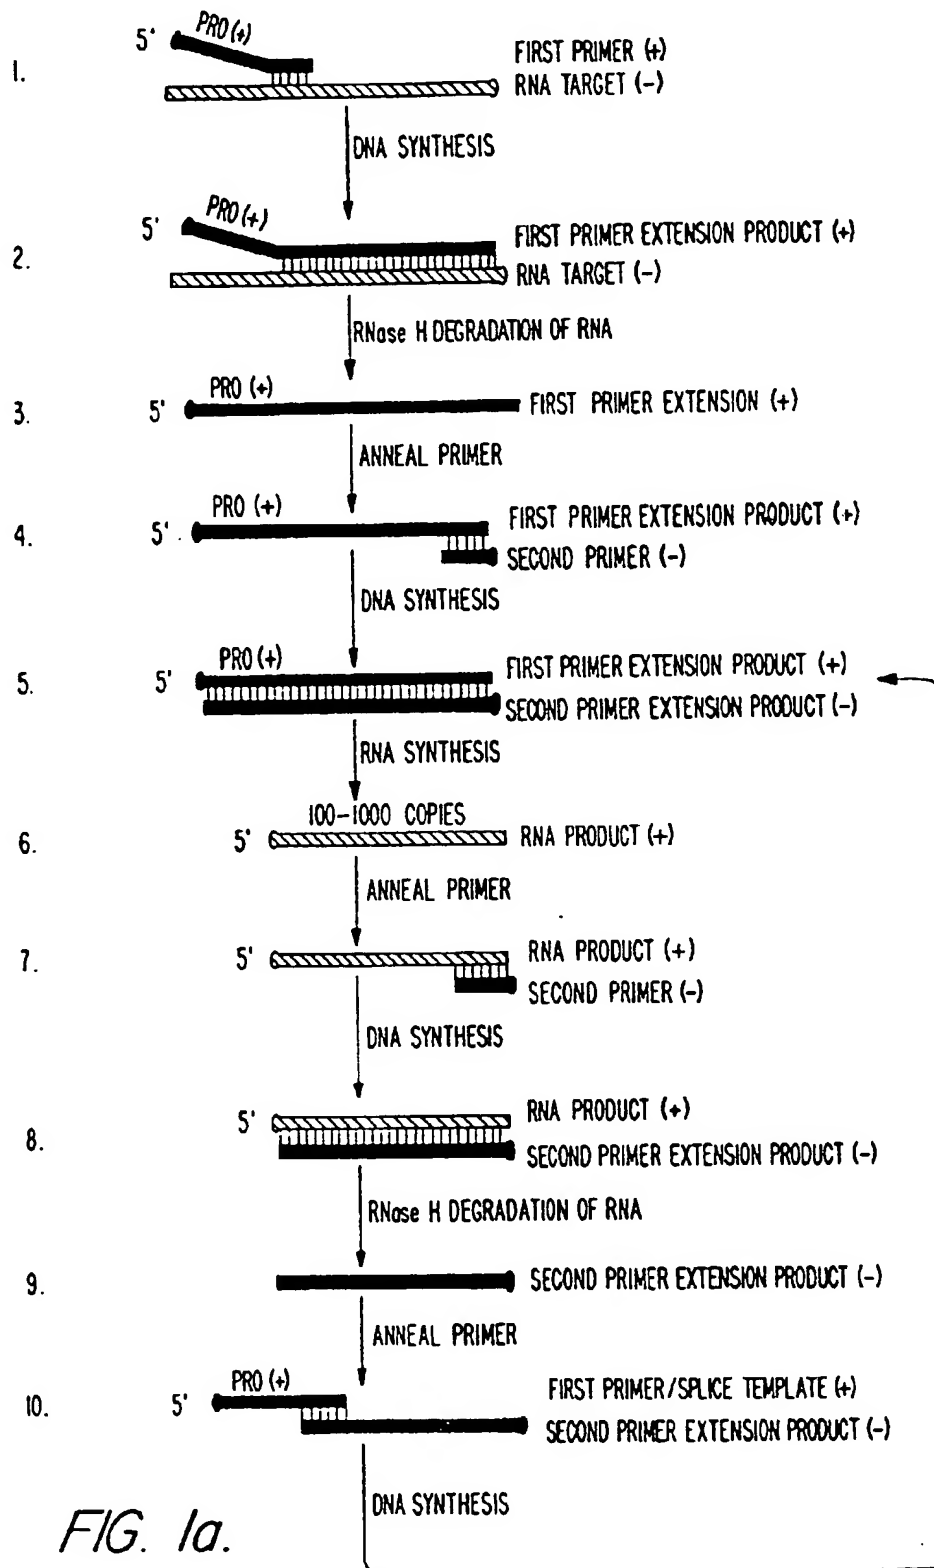 5' PRO (+)
FIRST PRIMER (+)
1. RNA TARGET (-)
DNA SYNTHESIS
5' PRO (+)
FIRST PRIMER EXTENSION PRODUCT (+)
2. RNA TARGET (-)
RNase H DEGRADATION OF RNA
PRO (+)
3. 5' FIRST PRIMER EXTENSION (+)
ANNEAL PRIMER
PRO (+)
FIRST PRIMER EXTENSION PRODUCT (+)
4. 5' SECOND PRIMER (-)
DNA SYNTHESIS
PRO (+)
FIRST PRIMER EXTENSION PRODUCT (+)
5. 5' SECOND PRIMER EXTENSION PRODUCT (-)
RNA SYNTHESIS
100-1000 COPIES
6. 5' RNA PRODUCT (+)
ANNEAL PRIMER
RNA PRODUCT (+)
7. 5' SECOND PRIMER (-)
DNA SYNTHESIS
5' RNA PRODUCT (+)
8. SECOND PRIMER EXTENSION PRODUCT (-)
RNase H DEGRADATION OF RNA
9. SECOND PRIMER EXTENSION PRODUCT (-)
ANNEAL PRIMER
PRO (+)
FIRST PRIMER/SPLICE TEMPLATE (+)
10. 5' SECOND PRIMER EXTENSION PRODUCT (-)
DNA SYNTHESIS
FIG. 1a.